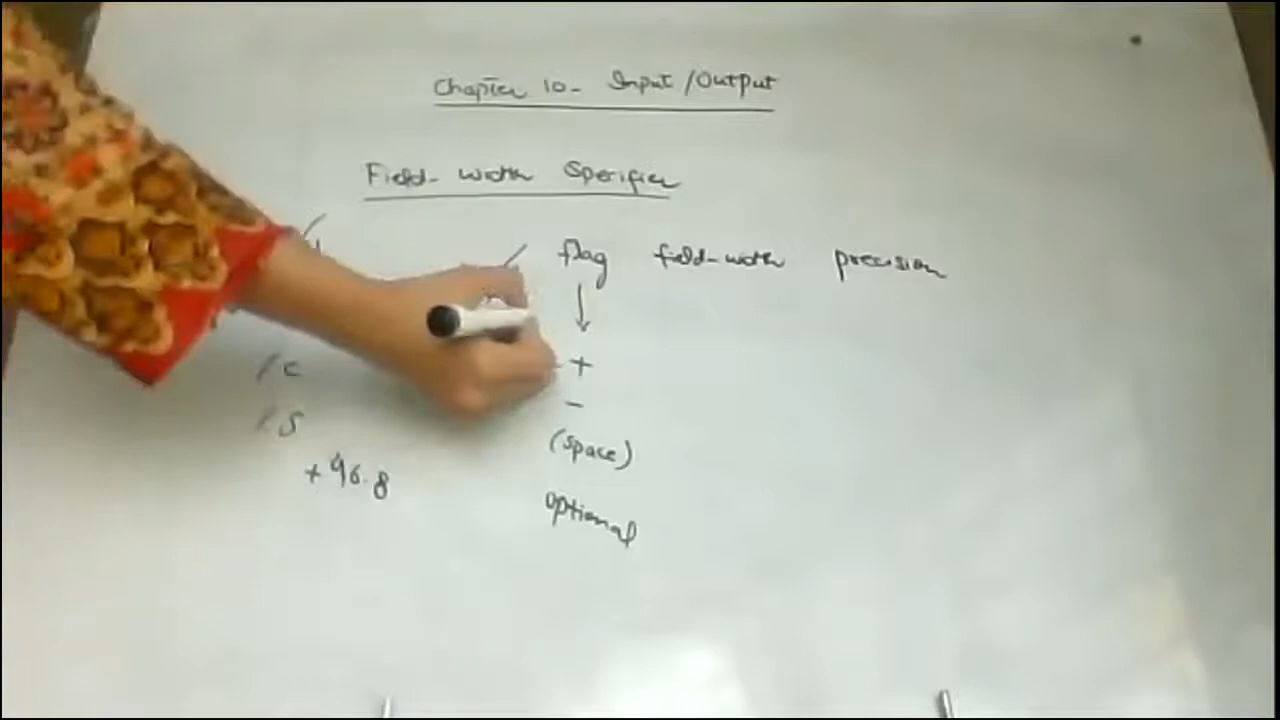 Chapter 10- Input/Output
Field-width Specifier
flag field-width precision
+
%c
-
%s
(space)
+96.8
optional